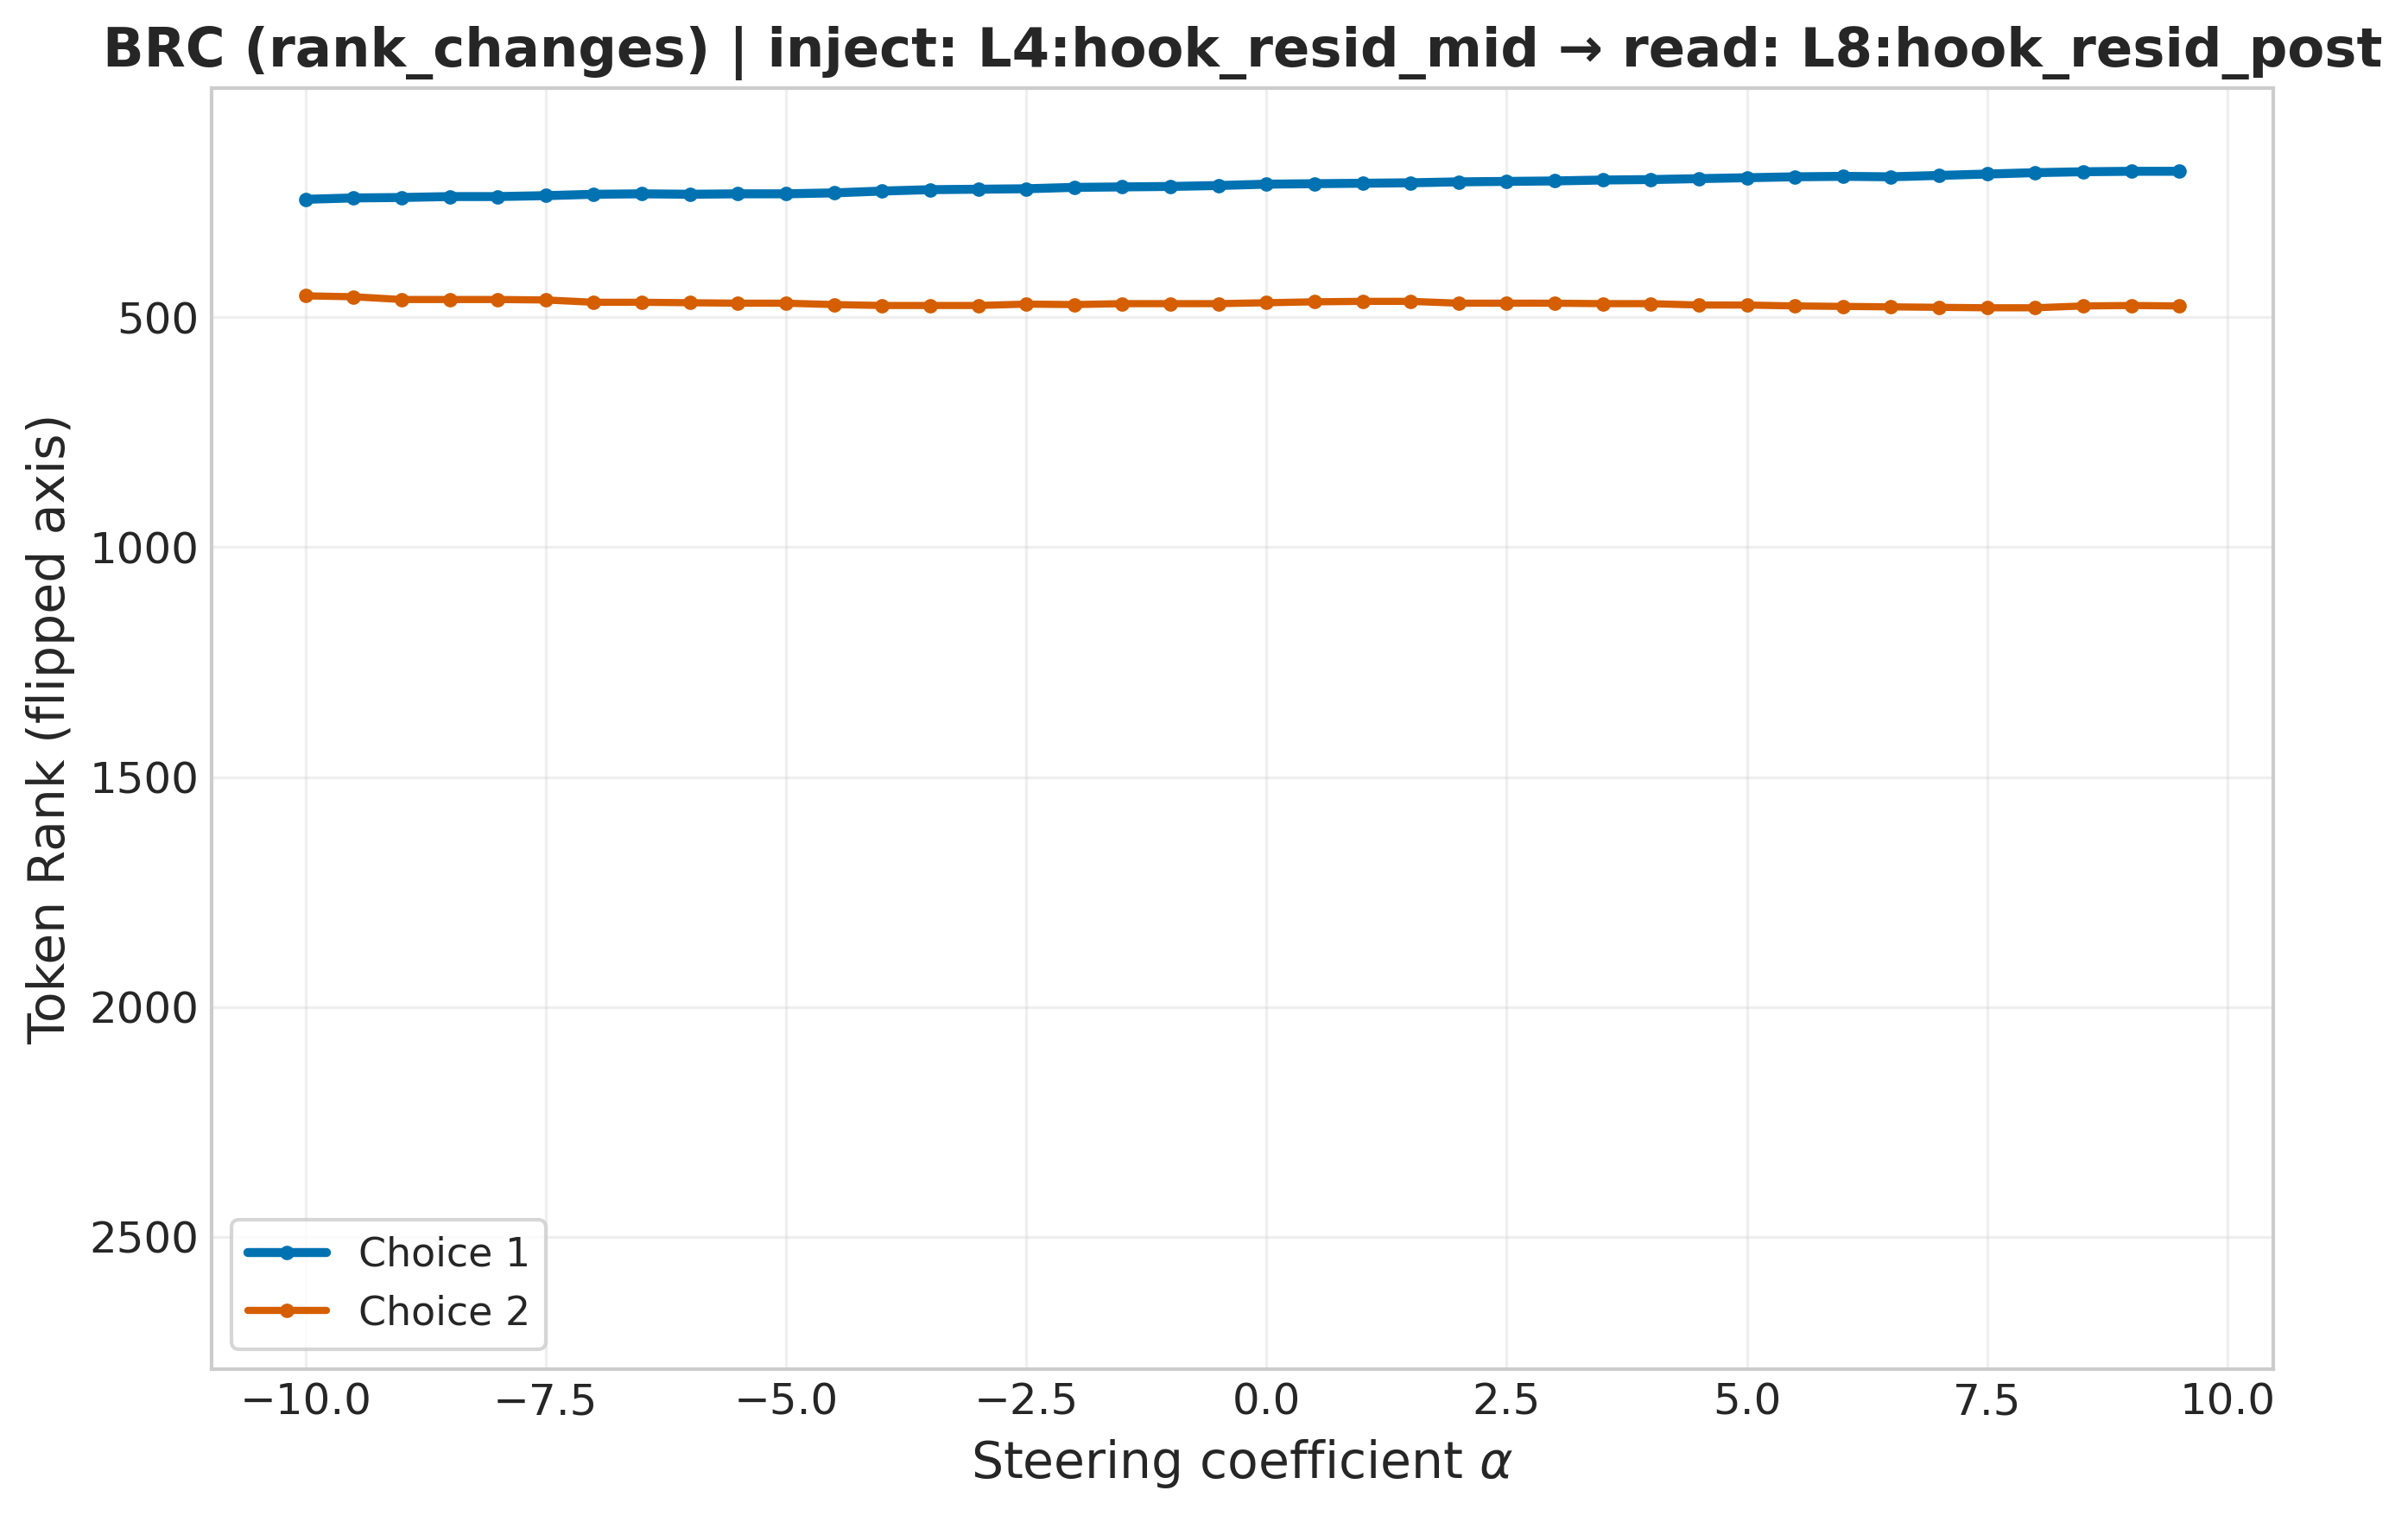 BRC (rank_changes) | inject: L4:hook_resid_mid → read: L8:hook_resid_post
Token Rank (flipped axis)
500
1000
1500
2000
2500
Choice 1
Choice 2
−10.0 −7.5 −5.0 −2.5 0.0 2.5 5.0 7.5 10.0
Steering coefficient α